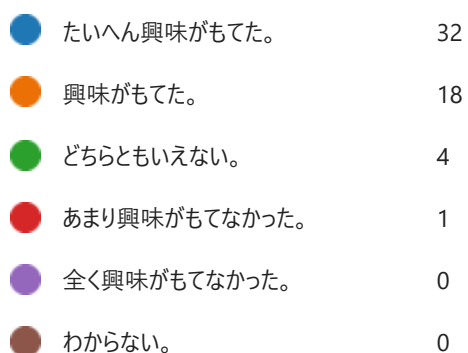 たいへん興味がもてた。 32
興味がもてた。 18
どちらともいえない。 4
あまり興味がもてなかった。 1
全く興味がもてなかった。 0
わからない。 0